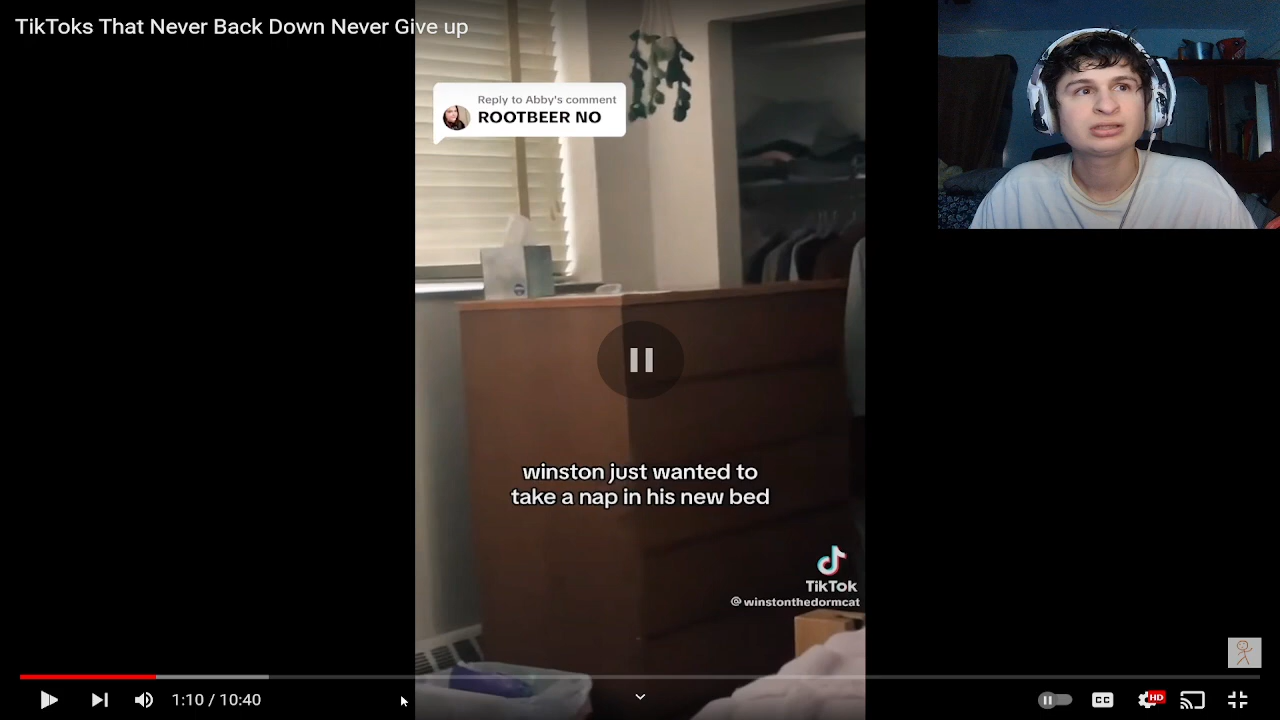 TikToks That Never Back Down Never Give up
Reply to Abby's comment
ROOTBEER NO
winston just wanted to
take a nap in his new bed
TikTok
@winstonthedormcat
1:10 / 10:40
CC
HD